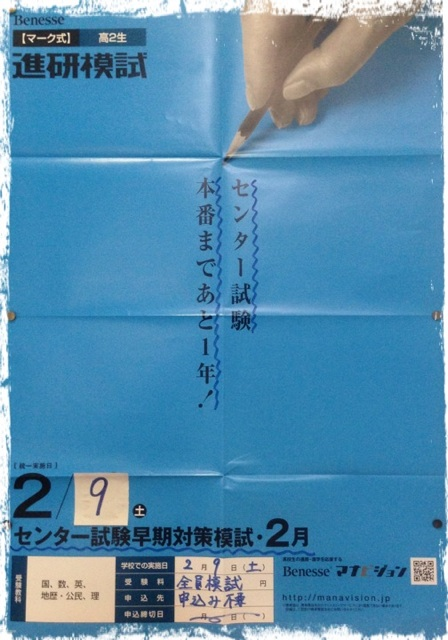 Benesse
【マーク式】 高2生
進研模試
センター試験
本番まであと1年!
[統一実施日]
2/9 土
センター試験早期対策模試・2月
受験教科
国、数、英、
地歴・公民、理
学校での実施日 2月9日(土)
受験料 全員模試 円
申込先
申込締切日
Benesse マナビジョン
http://manavision.jp